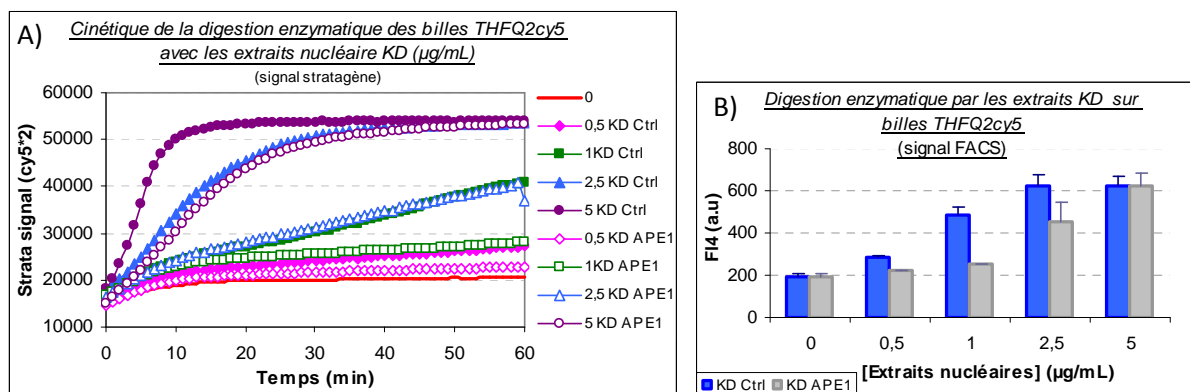 A)
Cinétique de la digestion enzymatique des billes THFQ2cy5
avec les extraits nucléaire KD (µg/mL)
(signal stratagène)
Strata signal (cy5*2)
60000
50000
40000
30000
20000
10000
0
10
20
30
40
50
60
Temps (min)
0
0,5 KD Ctrl
1KD Ctrl
2,5 KD Ctrl
5 KD Ctrl
0,5 KD APE1
1KD APE1
2,5 KD APE1
5 KD APE1
B)
Digestion enzymatique par les extraits KD sur
billes THFQ2cy5
(signal FACS)
Fl4 (a.u)
800
600
400
200
0
0
0,5
1
2,5
5
[Extraits nucléaires] (µg/mL)
KD Ctrl
KD APE1